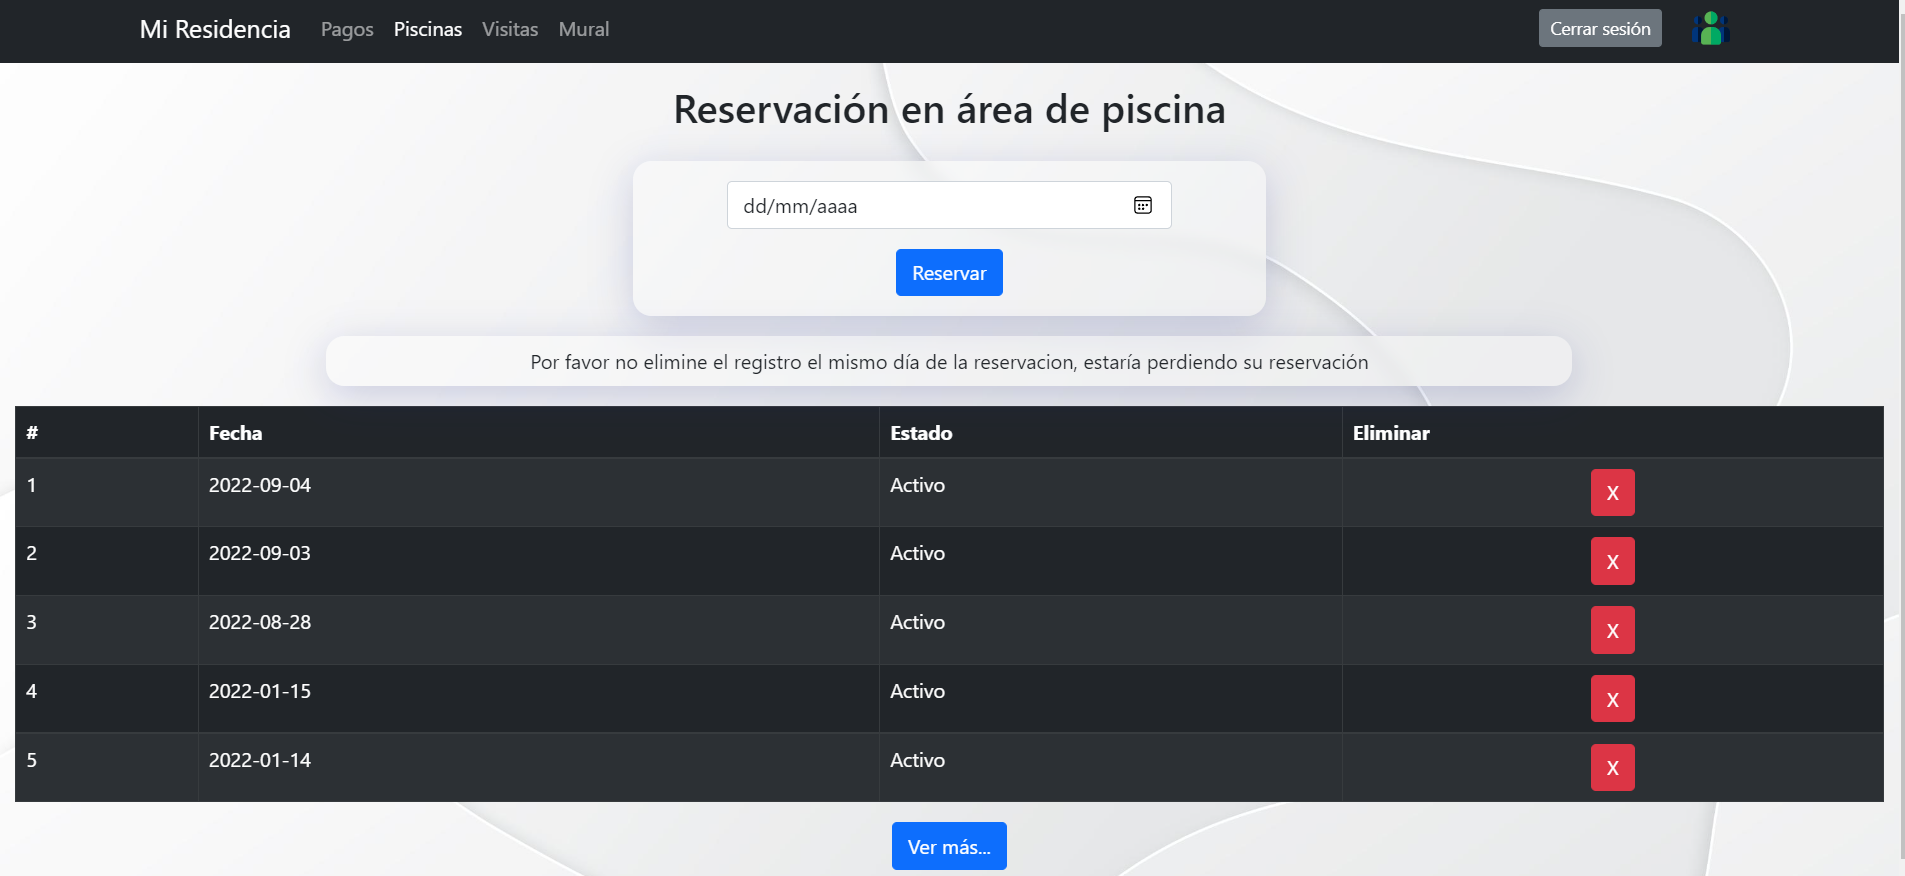 Mi Residencia Pagos Piscinas Visitas Mural Cerrar sesión
Reservación en área de piscina
dd/mm/aaaa
Reservar
Por favor no elimine el registro el mismo día de la reservacion, estaría perdiendo su reservación
# Fecha Estado Eliminar
1 2022-09-04 Activo X
2 2022-09-03 Activo X
3 2022-08-28 Activo X
4 2022-01-15 Activo X
5 2022-01-14 Activo X
Ver más...